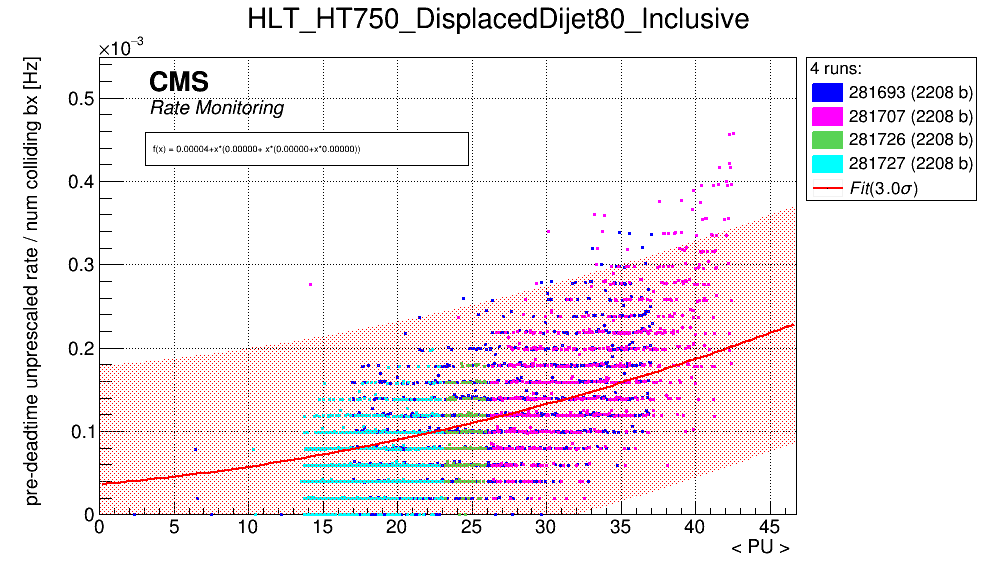 HLT_HT750_DisplacedDijet80_Inclusive
×10⁻³
CMS
Rate Monitoring
f(x) = 0.00004+x*(0.00000+ x*(0.00000+x*0.00000))
pre-deadtime unprescaled rate / num colliding bx [Hz]
0.5
0.4
0.3
0.2
0.1
0
0 5 10 15 20 25 30 35 40 45
< PU >
4 runs:
281693 (2208 b)
281707 (2208 b)
281726 (2208 b)
281727 (2208 b)
Fit(3.0σ)